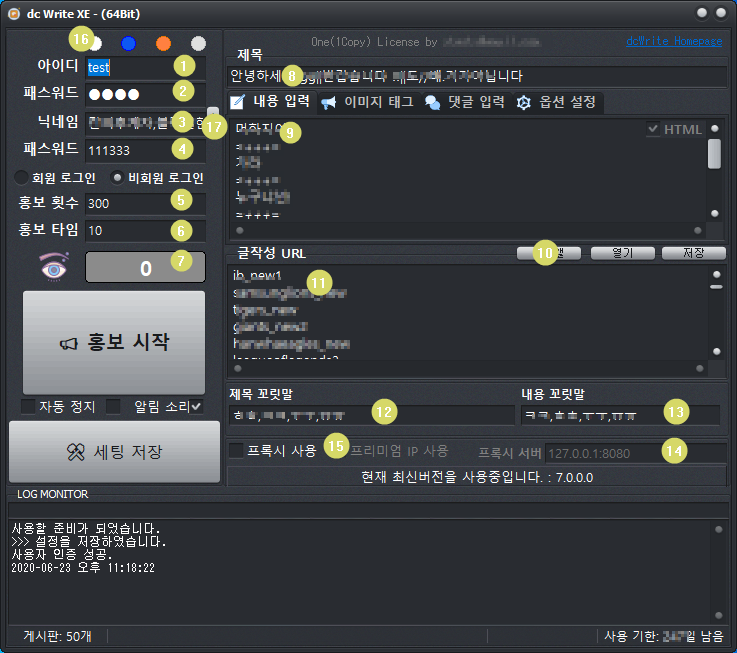 dc Write XE - (64Bit)
16
One(1Copy) License by
dcWrite Homepage
아이디 test 1
패스워드 ●●●● 2
닉네임 3 17
패스워드 111333 4
회원 로그인 비회원 로그인
홍보 횟수 300 5
홍보 타임 10 6
0 7
홍보 시작
자동 정지 알림 소리
세팅 저장
제목
안녕하세 8 니다
내용 입력 이미지 태그 댓글 입력 옵션 설정
9 HTML
글작성 URL 10 열기 저장
ib_new1 11
tigers_new
제목 꼬릿말 내용 꼬릿말
12 13
프록시 사용 15 프리미엄 IP 사용 프록시 서버 127.0.0.1:8080 14
현재 최신버전을 사용중입니다. : 7.0.0.0
LOG MONITOR
사용할 준비가 되었습니다.
>>> 설정을 저장하였습니다.
사용자 인증 성공.
2020-06-23 오후 11:18:22
게시판: 50개 사용 기한: 일 남음